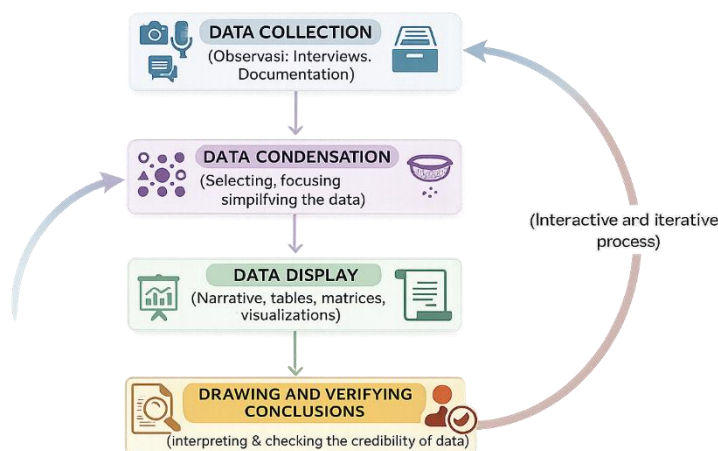 DATA COLLECTION
(Observasi: Interviews.
Documentation)
DATA CONDENSATION
(Selecting, focusing
simpilfving the data)
DATA DISPLAY
(Narrative, tables, matrices,
visualizations)
DRAWING AND VERIFYING
CONCLUSIONS
(interpreting & checking the credibility of data)
(Interactive and iterative
process)